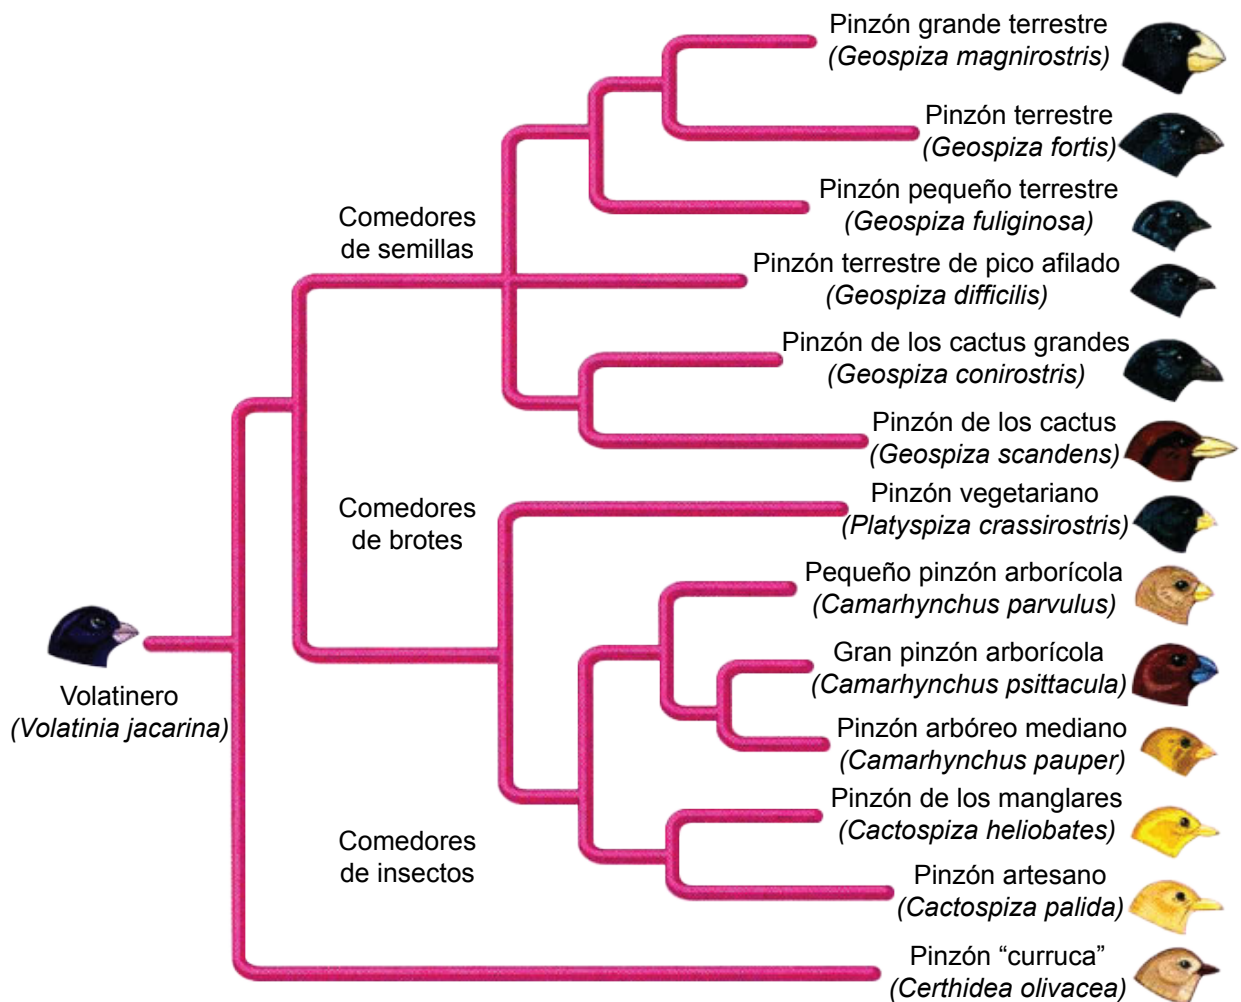 Pinzón grande terrestre
(Geospiza magnirostris)
Pinzón terrestre
(Geospiza fortis)
Pinzón pequeño terrestre
(Geospiza fuliginosa)
Comedores
de semillas
Pinzón terrestre de pico afilado
(Geospiza difficilis)
Pinzón de los cactus grandes
(Geospiza conirostris)
Pinzón de los cactus
(Geospiza scandens)
Pinzón vegetariano
(Platyspiza crassirostris)
Comedores
de brotes
Pequeño pinzón arborícola
(Camarhynchus parvulus)
Gran pinzón arborícola
(Camarhynchus psittacula)
Volatinero
(Volatinia jacarina)
Pinzón arbóreo mediano
(Camarhynchus pauper)
Pinzón de los manglares
(Cactospiza heliobates)
Comedores
de insectos
Pinzón artesano
(Cactospiza palida)
Pinzón “curruca”
(Certhidea olivacea)